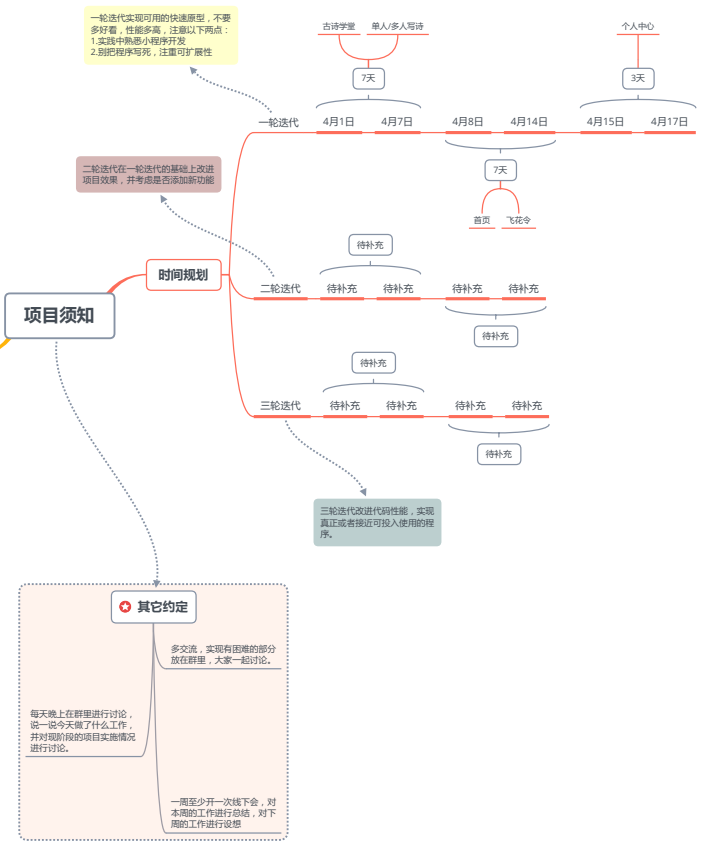 一轮迭代实现可用的快速原型，不要
多好看，性能多高，注意以下两点：
1.实践中熟悉小程序开发
2.别把程序写死，注重可扩展性
古诗学堂
单人/多人写诗
个人中心
7天
3天
一轮迭代
4月1日
4月7日
4月8日
4月14日
4月15日
4月17日
7天
首页
飞花令
二轮迭代在一轮迭代的基础上改进
项目效果，并考虑是否添加新功能
待补充
时间规划
二轮迭代
待补充
待补充
待补充
待补充
待补充
项目须知
待补充
三轮迭代
待补充
待补充
待补充
待补充
待补充
三轮迭代改进代码性能，实现
真正或者接近可投入使用的程
序。
其它约定
多交流，实现有困难的部分
放在群里，大家一起讨论。
每天晚上在群里进行讨论，
说一说今天做了什么工作，
并对现阶段的项目实施情况
进行讨论。
一周至少开一次线下会，对
本周的工作进行总结，对下
周的工作进行设想